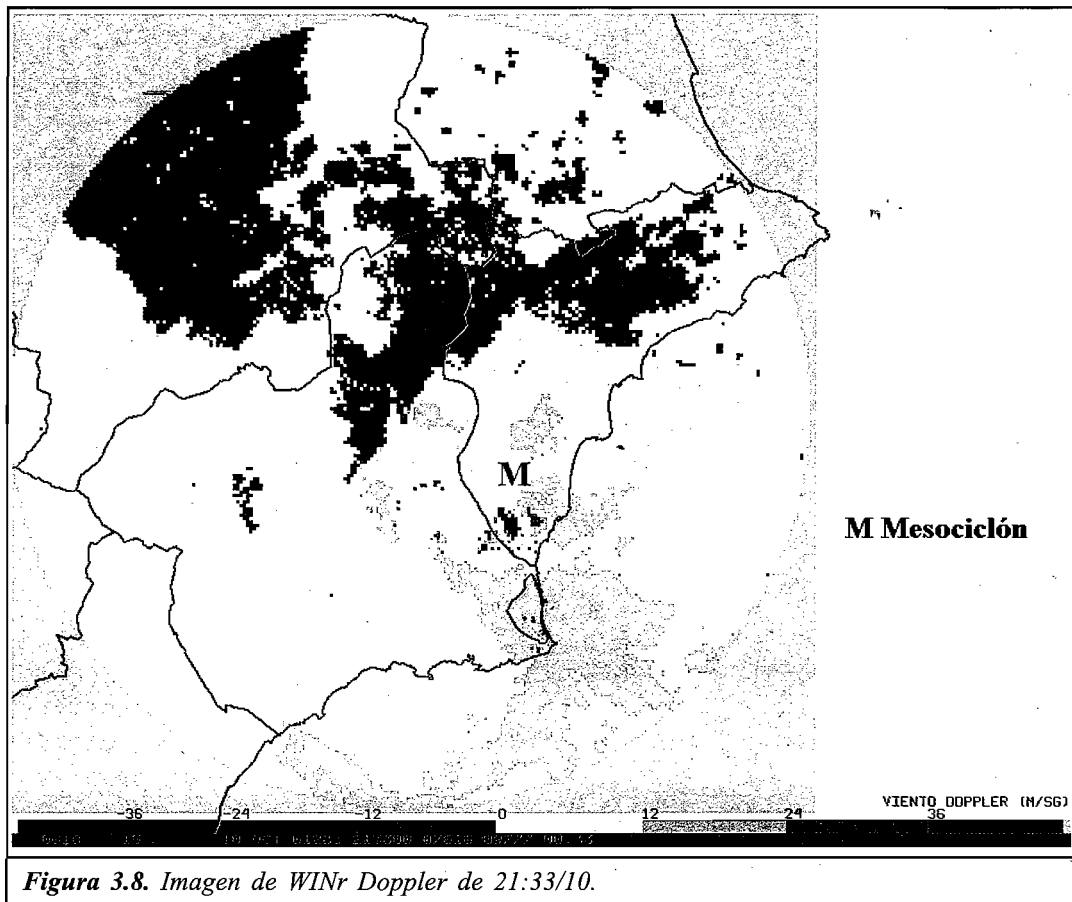 M
M Mesociclón
VIENTO DOPPLER (M/SG)
-36 -24 -12 0 12 24 36
Figura 3.8. Imagen de WINr Doppler de 21:33/10.